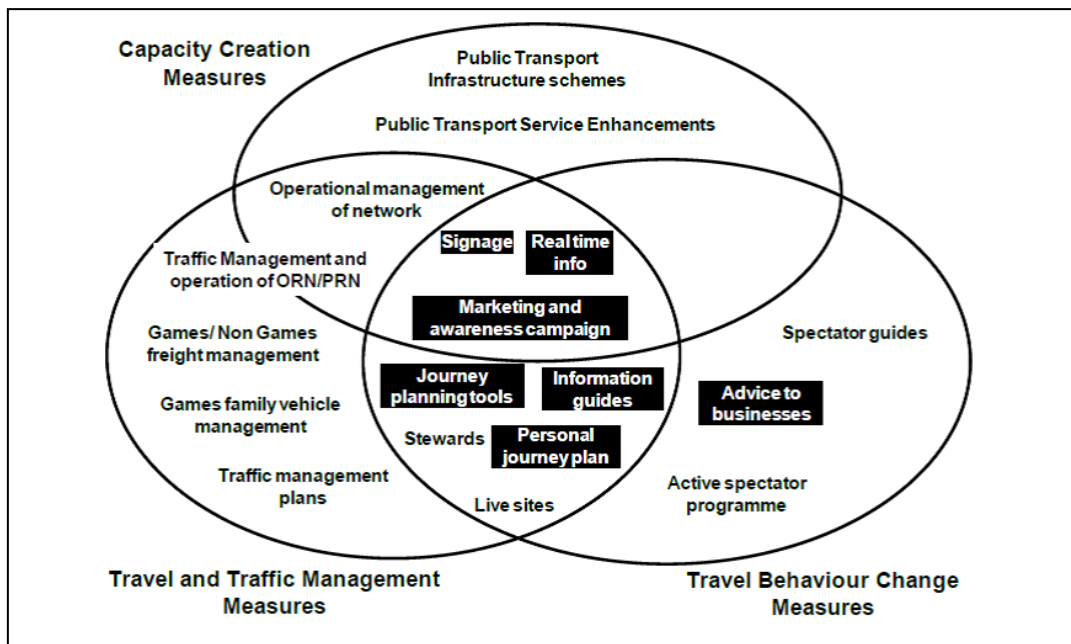 Capacity Creation
Measures
Public Transport
Infrastructure schemes
Public Transport Service Enhancements
Operational management
of network
Signage
Real time
info
Traffic Management and
operation of ORN/PRN
Marketing and
awareness campaign
Games/ Non Games
freight management
Spectator guides
Journey
planning tools
Information
guides
Advice to
businesses
Games family vehicle
management
Stewards
Personal
journey plan
Traffic management
plans
Live sites
Active spectator
programme
Travel and Traffic Management
Measures
Travel Behaviour Change
Measures